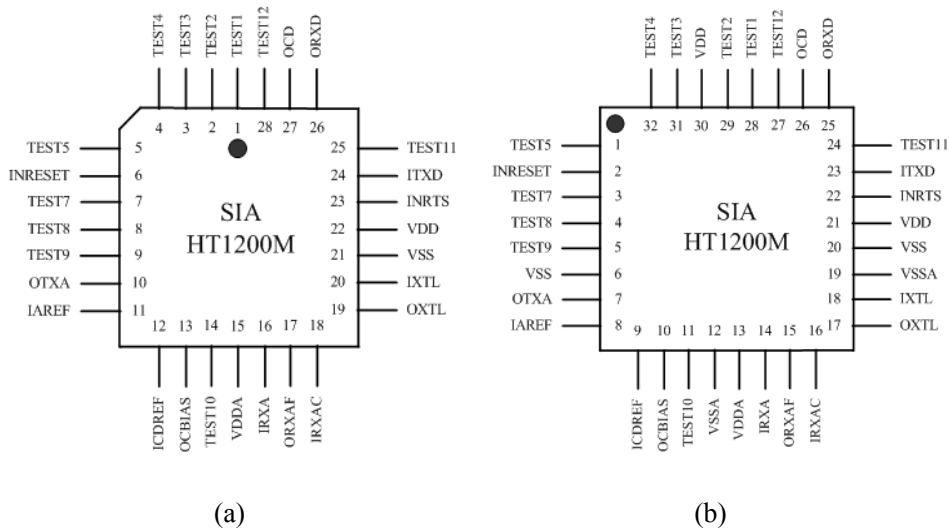 TEST4 TEST3 TEST2 TEST1 TEST12 OCD ORXD
4 3 2 1 28 27 26
TEST5 5 25 TEST11
INRESET 6 24 ITXD
TEST7 7 23 INRTS
TEST8 8 22 VDD
TEST9 9 21 VSS
OTXA 10 20 IXTL
IAREF 11 19 OXTL
SIA
HT1200M
12 13 14 15 16 17 18
ICDREF OCBIAS TEST10 VDDA IRXA ORXAF IRXAC
(a)
TEST4 TEST3 VDD TEST2 TEST1 TEST12 OCD ORXD
32 31 30 29 28 27 26 25
TEST5 1 24 TEST11
INRESET 2 23 ITXD
TEST7 3 22 INRTS
TEST8 4 21 VDD
TEST9 5 20 VSS
VSS 6 19 VSSA
OTXA 7 18 IXTL
IAREF 8 17 OXTL
SIA
HT1200M
9 10 11 12 13 14 15 16
ICDREF OCBIAS TEST10 VSSA VDDA IRXA ORXAF IRXAC
(b)